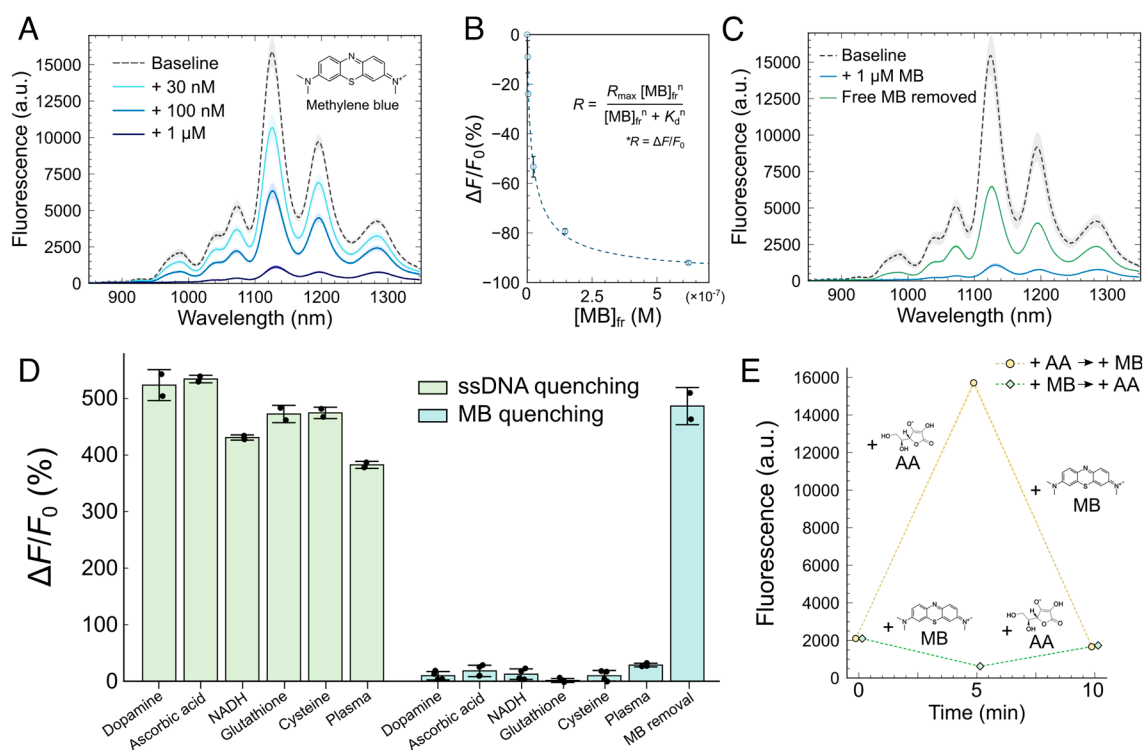 A
Fluorescence (a.u.)
15000
12500
10000
7500
5000
2500
0
900
1000
1100
1200
1300
Wavelength (nm)
Baseline
+ 30 nM
+ 100 nM
+ 1 μM
N
N
S
N⁺
Methylene blue
B
ΔF/F₀(%)
0
−20
−40
−60
−80
−100
0
2.5
5
(×10⁻⁷)
[MB]fr (M)
R = Rmax [MB]frⁿ
[MB]frⁿ + Kdⁿ
*R = ΔF/F₀
C
Fluorescence (a.u.)
15000
12500
10000
7500
5000
2500
0
900
1000
1100
1200
1300
Wavelength (nm)
Baseline
+ 1 μM MB
Free MB removed
D
ΔF/F₀ (%)
500
400
300
200
100
0
ssDNA quenching
MB quenching
Dopamine
Ascorbic acid
NADH
Glutathione
Cysteine
Plasma
Dopamine
Ascorbic acid
NADH
Glutathione
Cysteine
Plasma
MB removal
E
+ AA → + MB
+ MB → + AA
Fluorescence (a.u.)
16000
14000
12000
10000
8000
6000
4000
2000
0
0
5
10
Time (min)
+
AA
+
MB
+
MB
+
AA